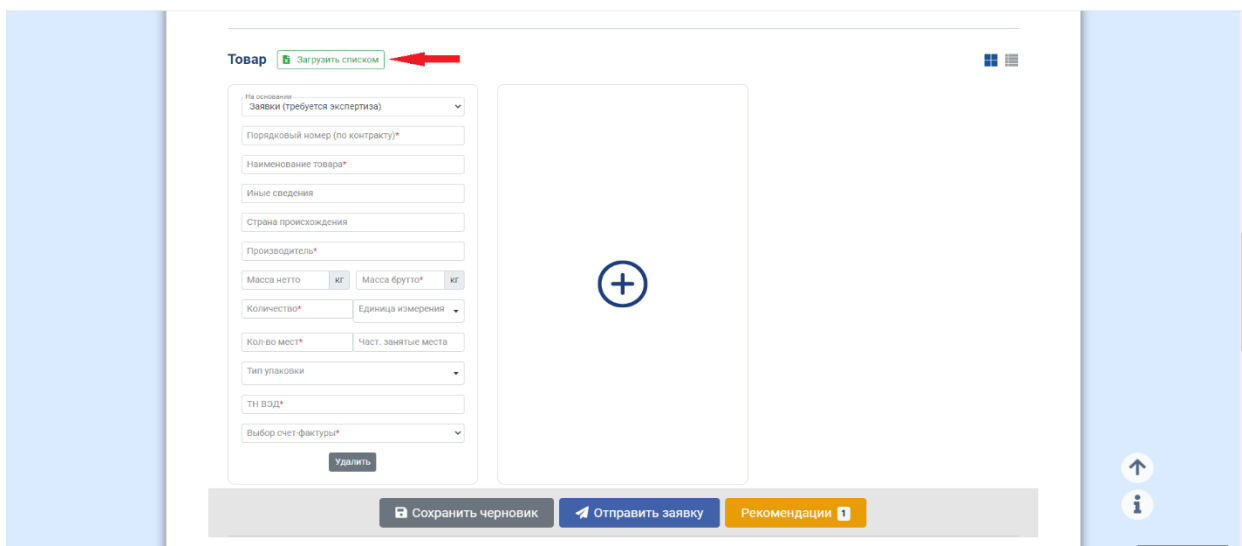 Товар Загрузить списком
На основании
Заявки (требуется экспертиза)
Порядковый номер (по контракту)*
Наименование товара*
Иные сведения
Страна происхождения
Производитель*
Масса нетто кг Масса брутто* кг
Количество* Единица измерения
Кол-во мест* Част. занятые места
Тип упаковки
ТН ВЭД*
Выбор счет-фактуры*
Удалить
Сохранить черновик Отправить заявку Рекомендации 1